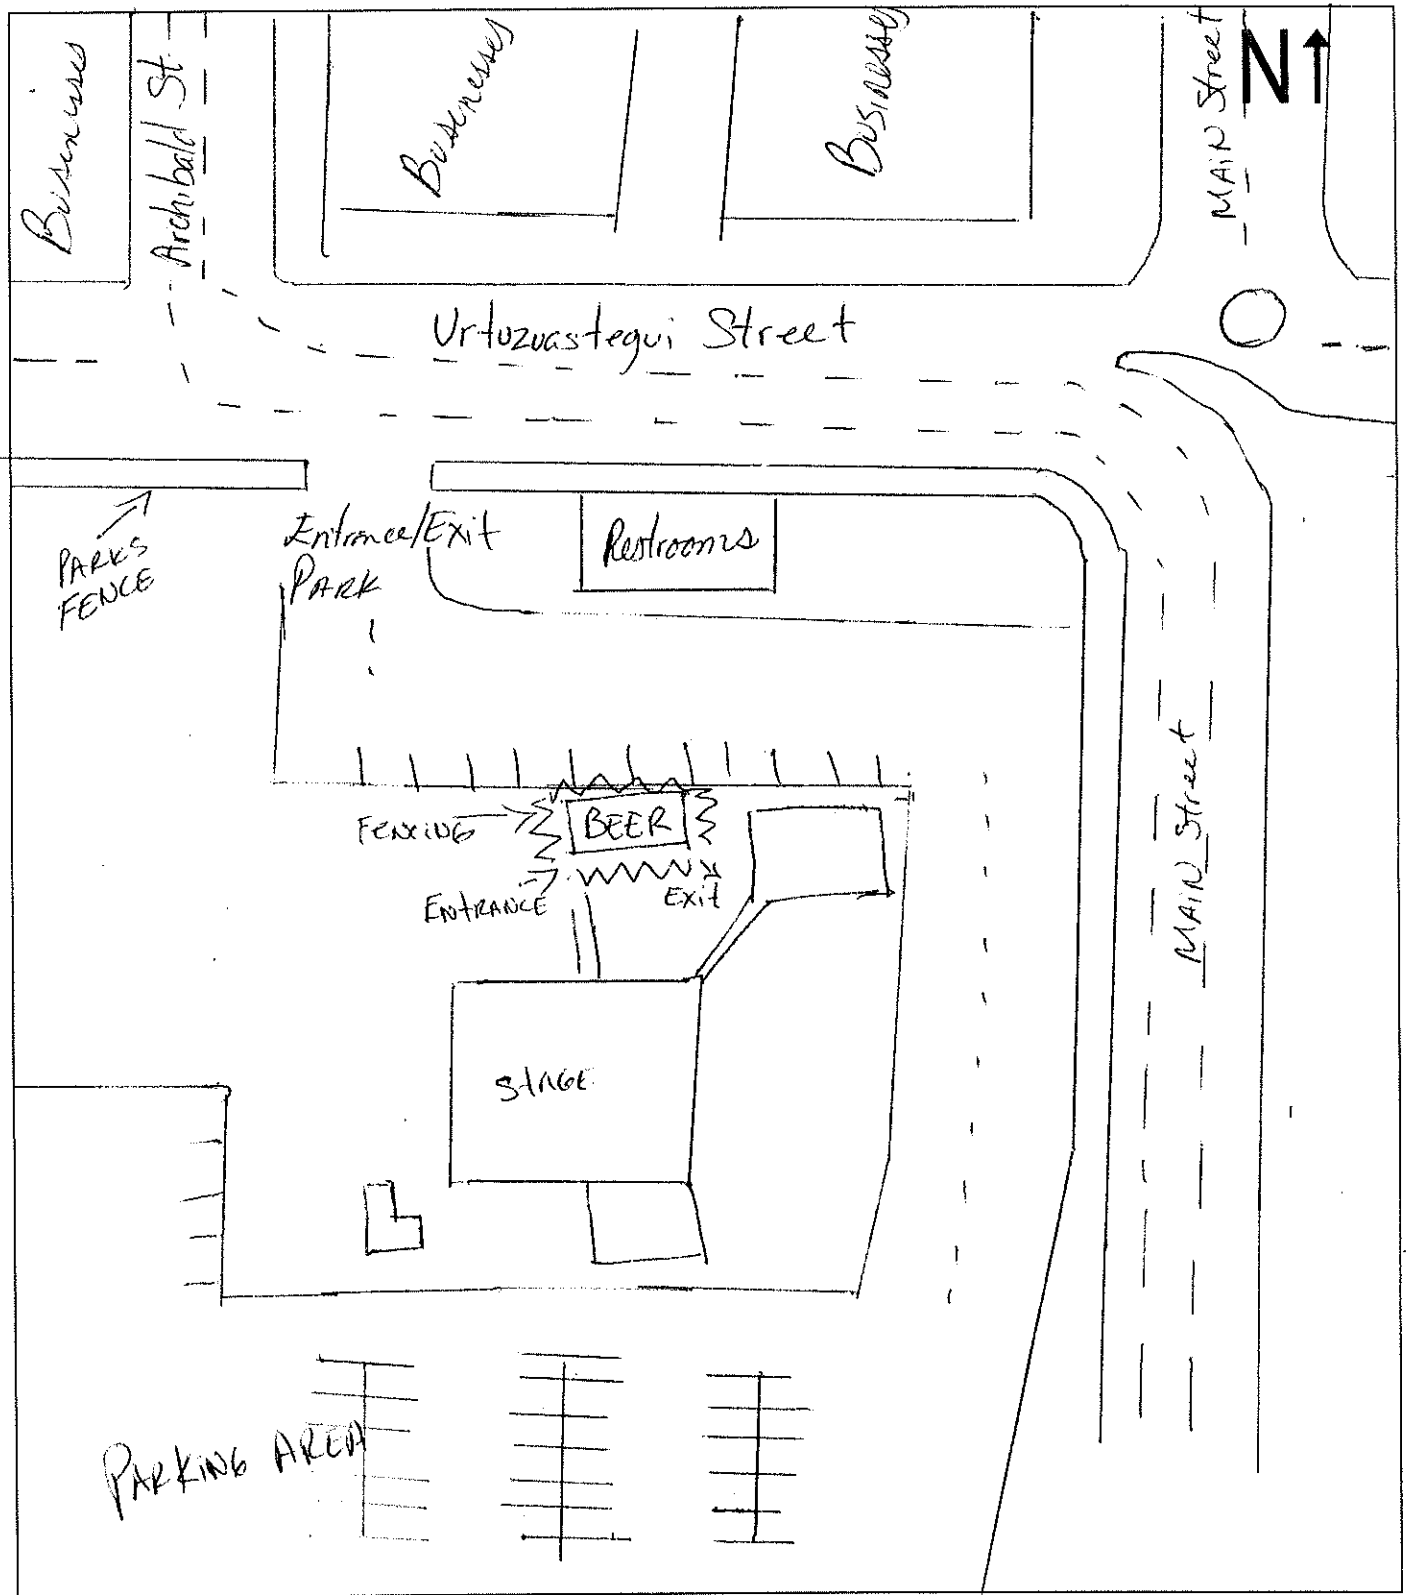 Businesses
Archibald St
Businesses
Businesses
MAIN Street
N
Urtuzuastegui Street
PARKS
FENCE
Entrance/Exit
PARK
Restrooms
FENCING
BEER
ENTRANCE
Exit
MAIN Street
STAGE
PARKING AREA